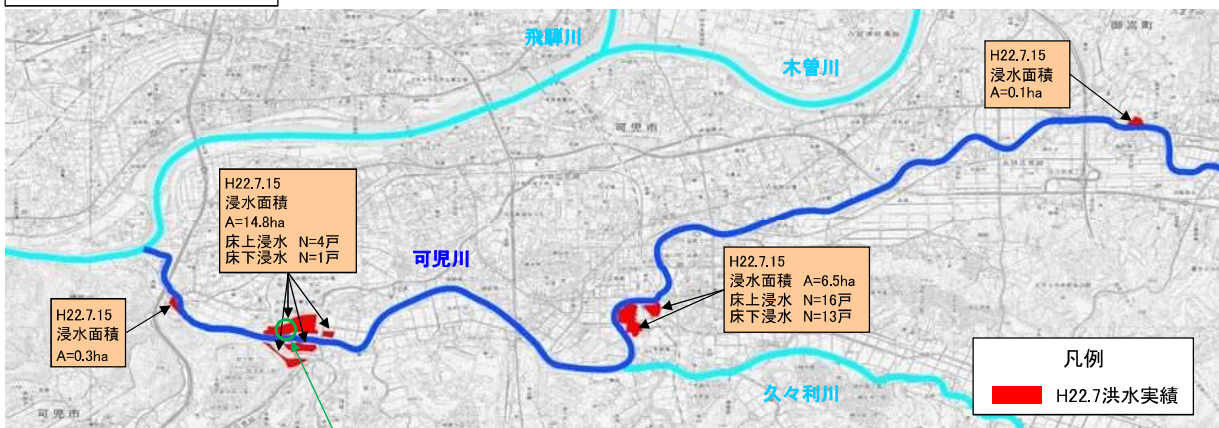 飛騨川
木曽川
御嵩町
H22.7.15
浸水面積
A=0.1ha
可児市
H22.7.15
浸水面積
A=14.8ha
床上浸水 N=4戸
床下浸水 N=1戸
可児川
H22.7.15
浸水面積 A=6.5ha
床上浸水 N=16戸
床下浸水 N=13戸
H22.7.15
浸水面積
A=0.3ha
久々利川
凡例
H22.7洪水実績
可児市